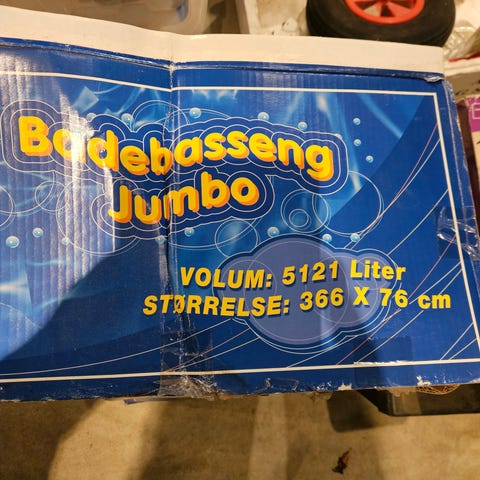 Badebasseng
Jumbo
VOLUM: 5121 Liter
STØRRELSE: 366 X 76 cm